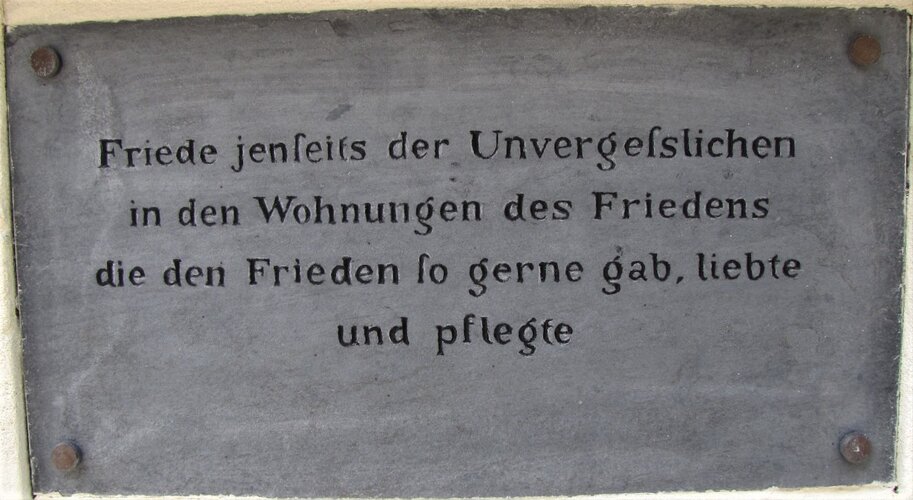 Friede jenſeits der Unvergeſslichen
in den Wohnungen des Friedens
die den Frieden ſo gerne gab, liebte
und pflegte